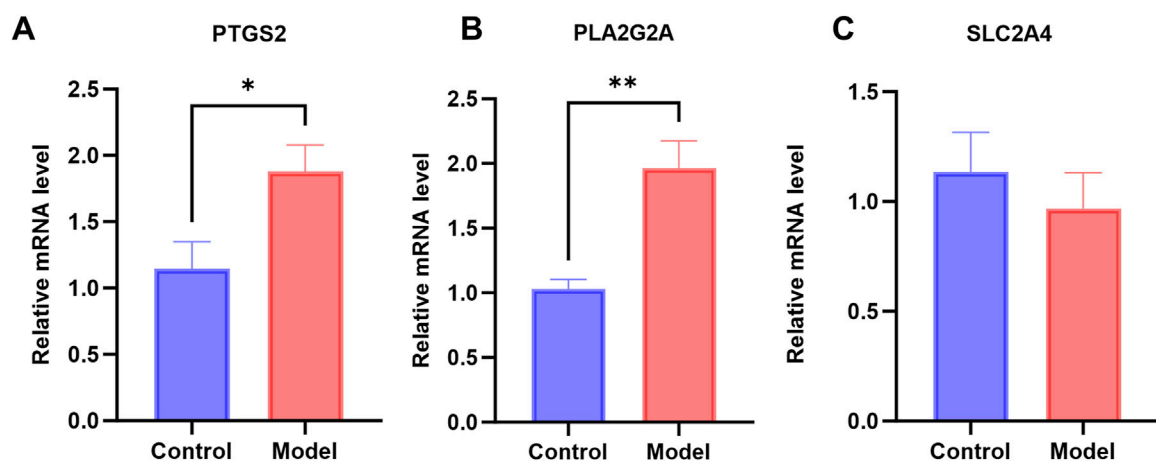 A
PTGS2
Relative mRNA level
2.5
2.0
1.5
1.0
0.5
0.0
*
Control Model
B
PLA2G2A
Relative mRNA level
2.5
2.0
1.5
1.0
0.5
0.0
**
Control Model
C
SLC2A4
Relative mRNA level
1.5
1.0
0.5
0.0
Control Model